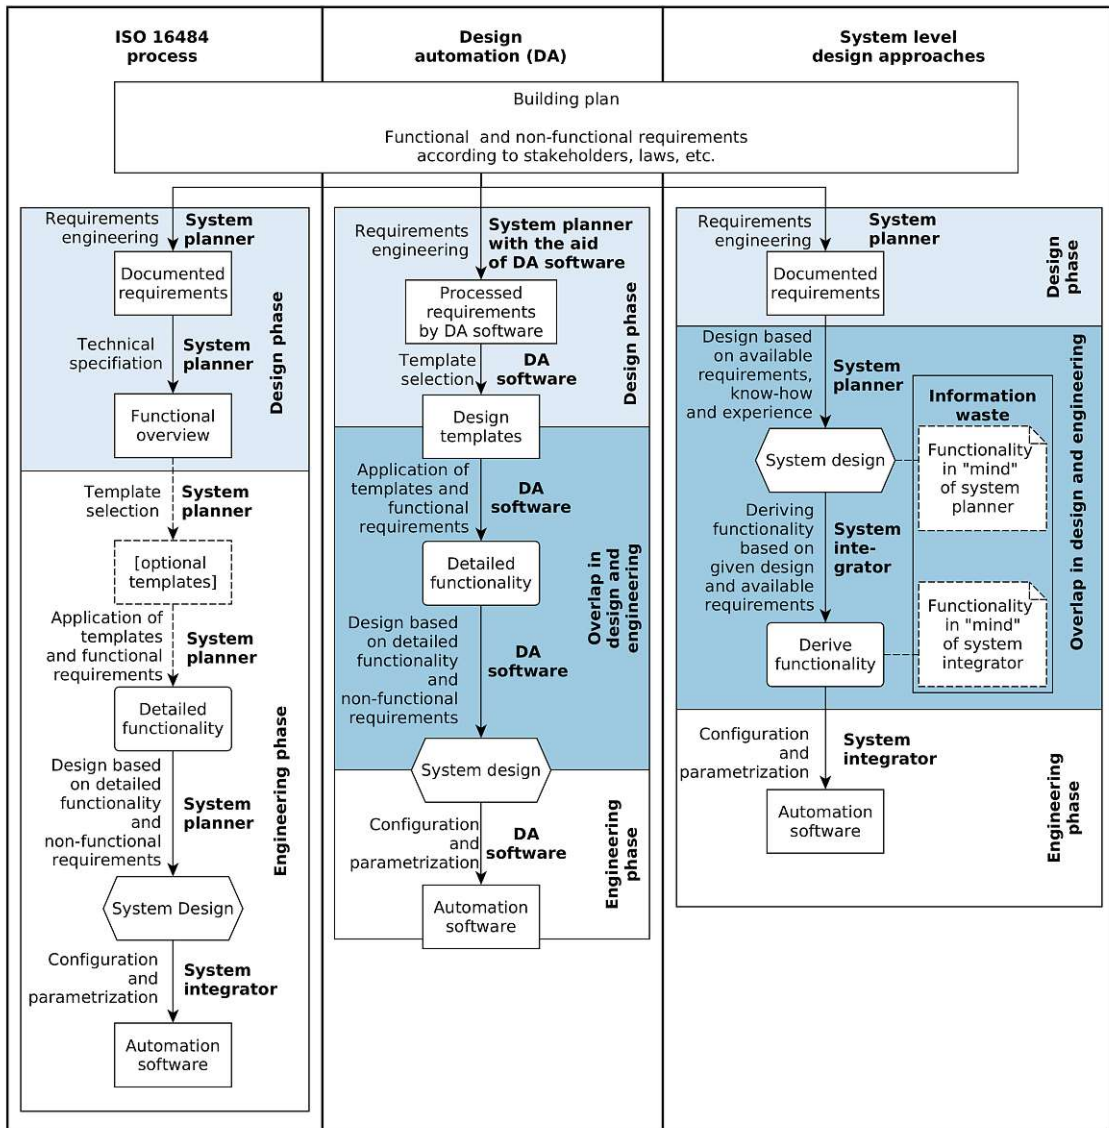 ISO 16484
process
Design
automation (DA)
System level
design approaches
Building plan
Functional and non-functional requirements
according to stakeholders, laws, etc.
Requirements
engineering
System
planner
Documented
requirements
Technical
specifiation
System
planner
Functional
overview
Design phase
Template
selection
System
planner
[optional
templates]
Application of
templates
and functional
requirements
System
planner
Detailed
functionality
Design based
on detailed
functionality
and
non-functional
requirements
System
planner
System Design
Configuration
and
parametrization
System
integrator
Automation
software
Engineering phase
Requirements
engineering
System planner
with the aid
of DA software
Processed
requirements
by DA software
Template
selection
DA
software
Design
templates
Design phase
Application of
templates and
functional
requirements
DA
software
Detailed
functionality
Design based
on detailed
functionality
and
non-functional
requirements
DA
software
Overlap in
design and
engineering
System design
Configuration
and
parametrization
DA
software
Automation
software
Engineering
phase
Requirements
engineering
System
planner
Documented
requirements
Design
phase
Design based
on available
requirements,
know-how
and experience
System
planner
System design
Information
waste
Functionality
in "mind"
of system
planner
Deriving
functionality
based on
given design
and available
requirements
System
inte-
grator
Derive
functionality
Functionality
in "mind"
of system
integrator
Overlap in design and engineering
Configuration
and
parametrization
System
integrator
Automation
software
Engineering
phase